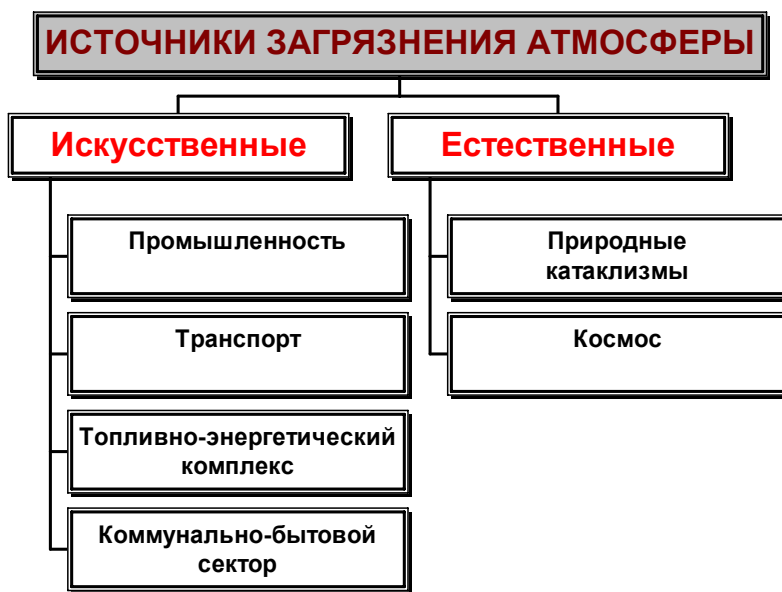 ИСТОЧНИКИ ЗАГРЯЗНЕНИЯ АТМОСФЕРЫ
Искусственные
Промышленность
Транспорт
Топливно-энергетический
комплекс
Коммунально-бытовой
сектор
Естественные
Природные
катаклизмы
Космос